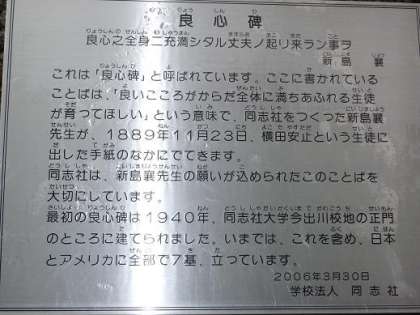 良心碑
良心之全身ニ充満シタル丈夫ノ起り来ラン事ヲ
新島 襄
これは「良心碑」と呼ばれています。ここに書かれている
ことばは、「良いこころがからだ全体に満ちあふれる生徒
が育ってほしい」という意味で、同志社をつくった新島襄
先生が、1889年11月23日、横田安止という生徒に
出した手紙のなかにでてきます。
同志社は、新島襄先生の願いが込められたこのことばを
大切にしています。
最初の良心碑は1940年、同志社大学今出川校地の正門
のところに建てられました。いまでは、これを含め、日本
とアメリカに全部で7基、立っています。
2006年3月30日
学校法人 同志社